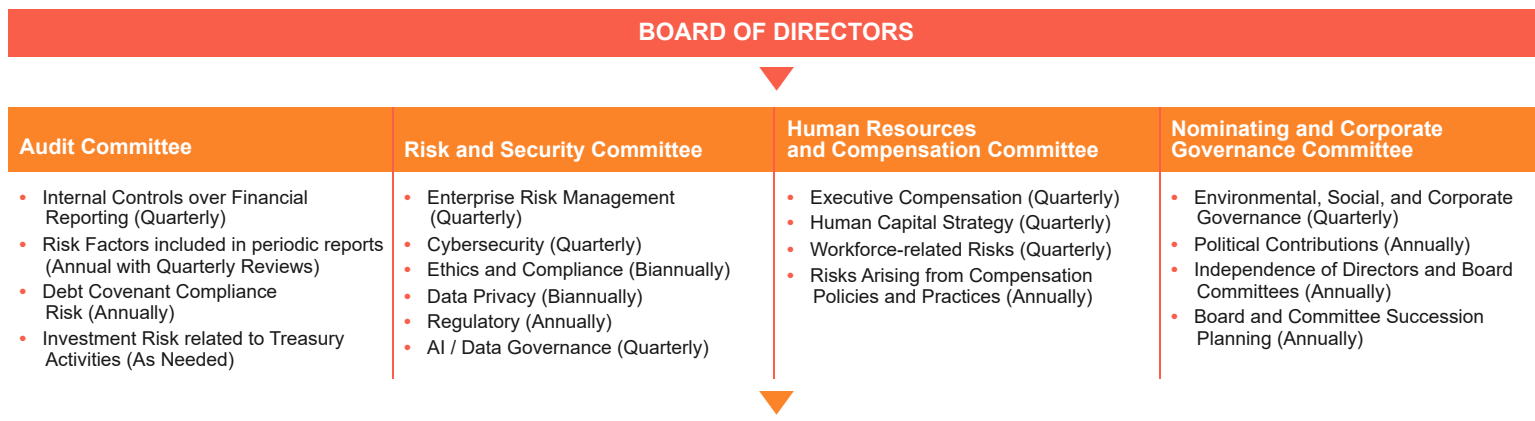 BOARD OF DIRECTORS
Audit Committee
• Internal Controls over Financial
Reporting (Quarterly)
• Risk Factors included in periodic reports
(Annual with Quarterly Reviews)
• Debt Covenant Compliance
Risk (Annually)
• Investment Risk related to Treasury
Activities (As Needed)
Risk and Security Committee
• Enterprise Risk Management
(Quarterly)
• Cybersecurity (Quarterly)
• Ethics and Compliance (Biannually)
• Data Privacy (Biannually)
• Regulatory (Annually)
• AI / Data Governance (Quarterly)
Human Resources
and Compensation Committee
• Executive Compensation (Quarterly)
• Human Capital Strategy (Quarterly)
• Workforce-related Risks (Quarterly)
• Risks Arising from Compensation
Policies and Practices (Annually)
Nominating and Corporate
Governance Committee
• Environmental, Social, and Corporate
Governance (Quarterly)
• Political Contributions (Annually)
• Independence of Directors and Board
Committees (Annually)
• Board and Committee Succession
Planning (Annually)